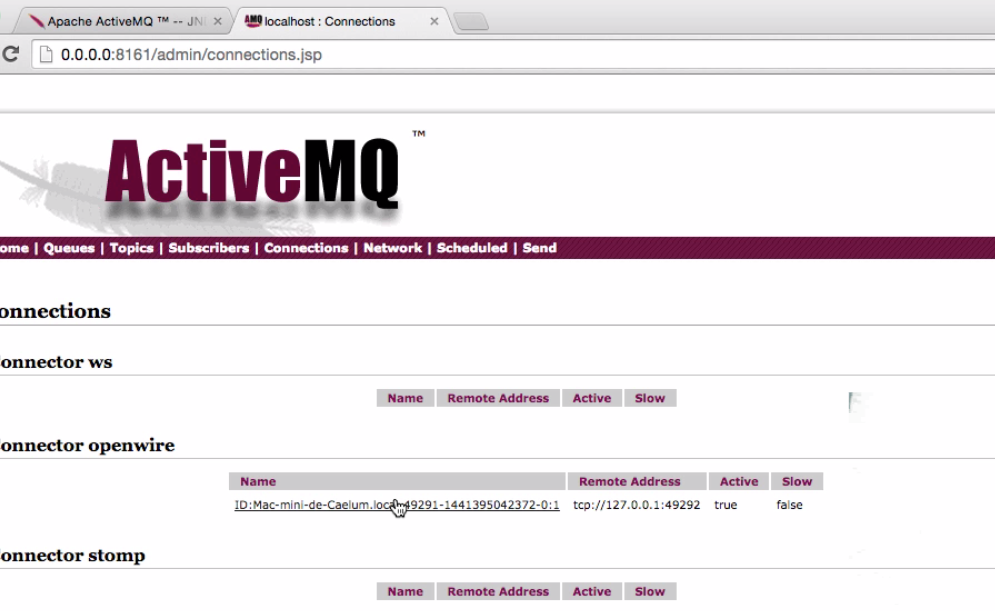 Apache ActiveMQ ™ -- JN
AMQ localhost : Connections
0.0.0.0:8161/admin/connections.jsp
ActiveMQ ™
ome | Queues | Topics | Subscribers | Connections | Network | Scheduled | Send
onnections
onnector ws
Name Remote Address Active Slow
onnector openwire
Name Remote Address Active Slow
ID:Mac-mini-de-Caelum.local-49291-1441395042372-0:1 tcp://127.0.0.1:49292 true false
onnector stomp
Name Remote Address Active Slow